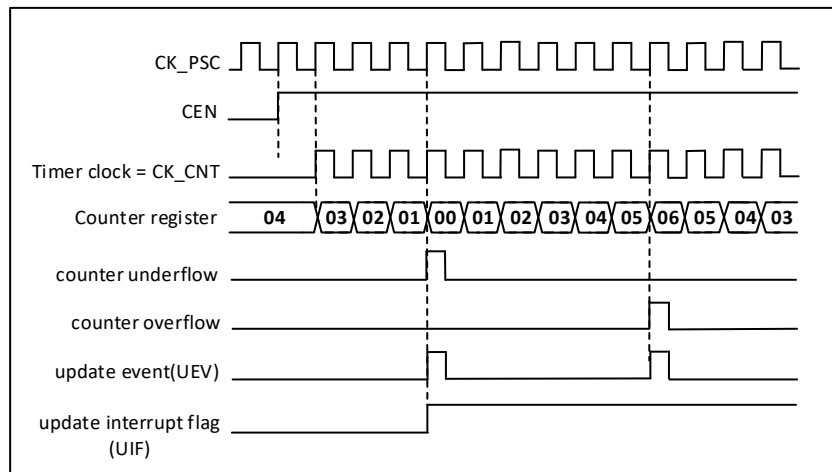 CK_PSC
CEN
Timer clock = CK_CNT
Counter register 04 03 02 01 00 01 02 03 04 05 06 05 04 03
counter underflow
counter overflow
update event(UEV)
update interrupt flag
(UIF)